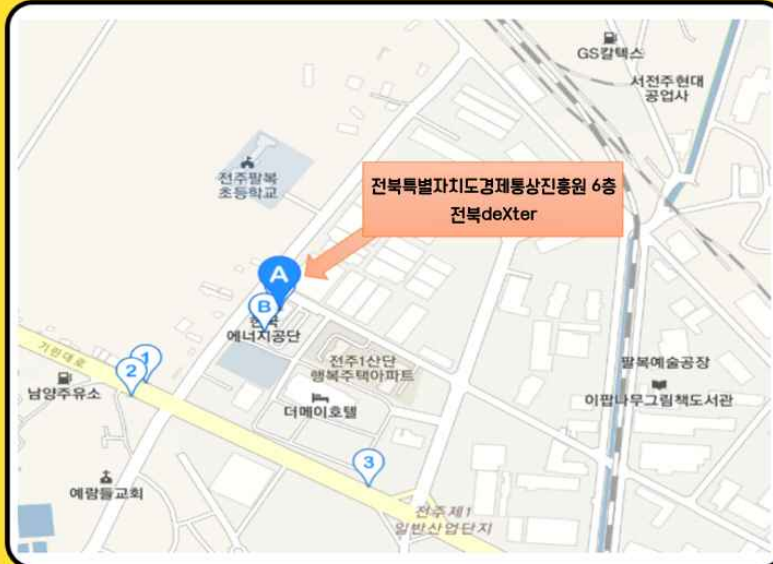 GS칼텍스
서전주현대
공업사
전주팔복
초등학교
전북특별자치도경제통상진흥원 6층
전북deXter
A
B
한국
에너지공단
기린대로
1
2
남양주유소
전주1산단
행복주택아파트
더메이호텔
팔복예술공장
이팝나무그림책도서관
3
예람들교회
전주제1
일반산업단지